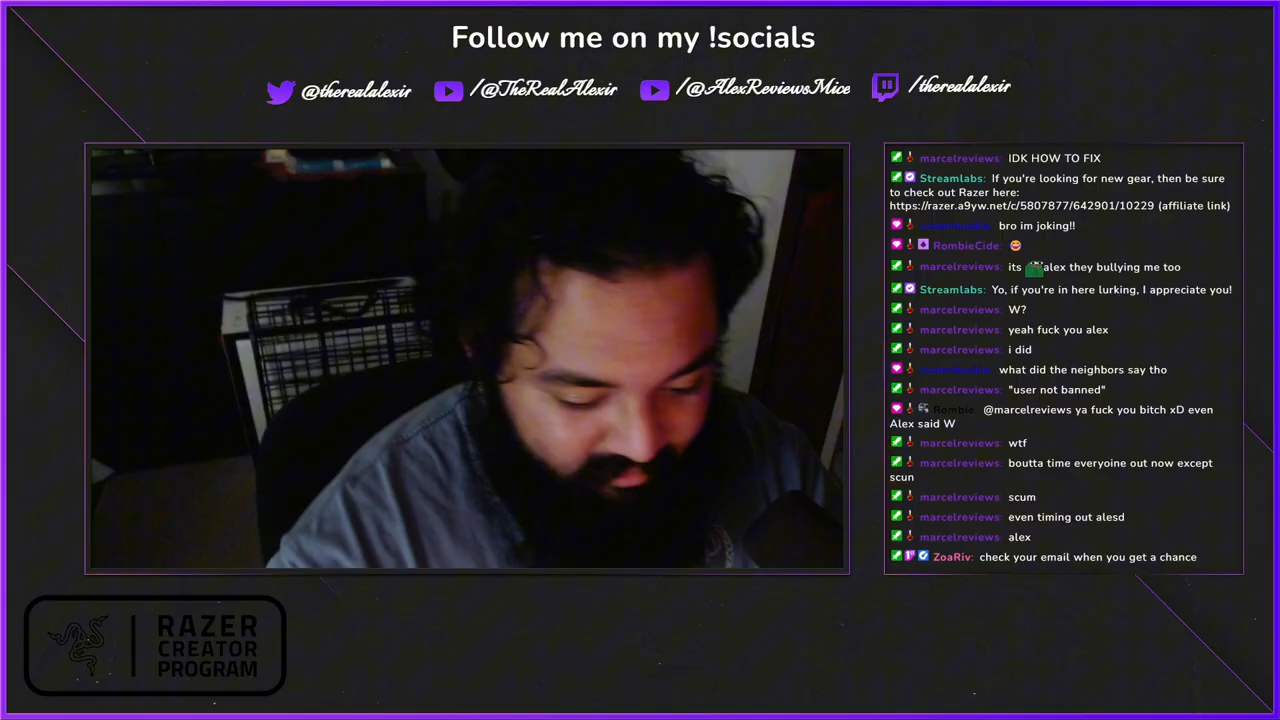 Follow me on my !socials
@therealalexir /@TheRealAlexir /@AlexReviewsMice /therealalexir
marcelreviews: IDK HOW TO FIX
Streamlabs: If you're looking for new gear, then be sure
to check out Razer here:
https://razer.a9yw.net/c/5807877/642901/10229 (affiliate link)
bro im joking!!
RombieCide:
marcelreviews: its alex they bullying me too
Streamlabs: Yo, if you're in here lurking, I appreciate you!
marcelreviews: W?
marcelreviews: yeah fuck you alex
marcelreviews: i did
what did the neighbors say tho
marcelreviews: "user not banned"
Rombie: @marcelreviews ya fuck you bitch xD even
Alex said W
marcelreviews: wtf
marcelreviews: boutta time everyoine out now except
scun
marcelreviews: scum
marcelreviews: even timing out alesd
marcelreviews: alex
ZoaRiv: check your email when you get a chance
RAZER
CREATOR
PROGRAM